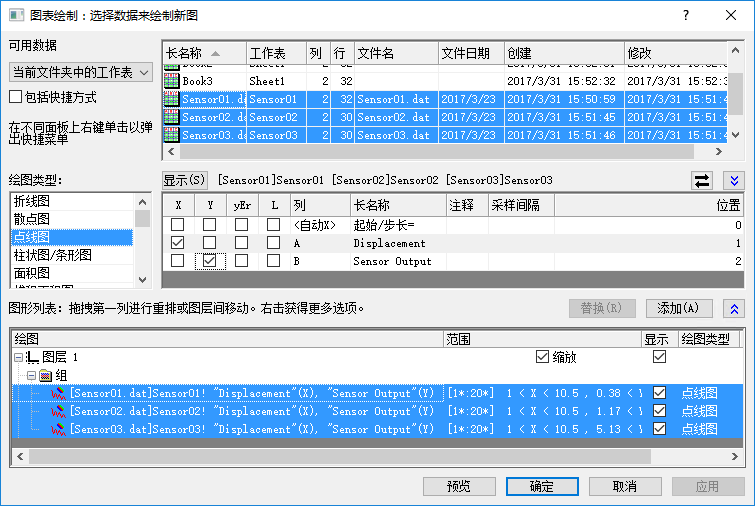 图表绘制：选择数据来绘制新图
可用数据
当前文件夹中的工作表
包括快捷方式
在不同面板上右键单击以弹
出快捷菜单
长名称 工作表 列 行 文件名 文件日期 创建 修改
Book3 Sheet1 2 32 2017/3/31 15:52:32 2017/3/31 15:52:3
Sensor01.da Sensor01 2 32 Sensor01.dat 2017/3/23 2017/3/31 15:50:59 2017/3/31 15:51:4
Sensor02.da Sensor02 2 30 Sensor02.dat 2017/3/23 2017/3/31 15:51:45 2017/3/31 15:51:4
Sensor03.da Sensor03 2 30 Sensor03.dat 2017/3/23 2017/3/31 15:51:46 2017/3/31 15:51:4
绘图类型：
折线图
散点图
点线图
柱状图/条形图
面积图
显示(S) [Sensor01]Sensor01 [Sensor02]Sensor02 [Sensor03]Sensor03
X Y yEr L 列 长名称 注释 采样间隔 位置
<自动X> 起始/步长= 0
A Displacement 1
B Sensor Output 2
图形列表：拖拽第一列进行重排或图层间移动。右击获得更多选项。
替换(R) 添加(A)
绘图 范围 显示 绘图类型
图层 1 缩放
组
[Sensor01.dat]Sensor01! "Displacement"(X), "Sensor Output"(Y) [1*:20*] 1 < X < 10.5 , 0.38 < Y 点线图
[Sensor02.dat]Sensor02! "Displacement"(X), "Sensor Output"(Y) [1*:20*] 1 < X < 10.5 , 1.17 < Y 点线图
[Sensor03.dat]Sensor03! "Displacement"(X), "Sensor Output"(Y) [1*:20*] 1 < X < 10.5 , 5.13 < Y 点线图
预览 确定 取消 应用